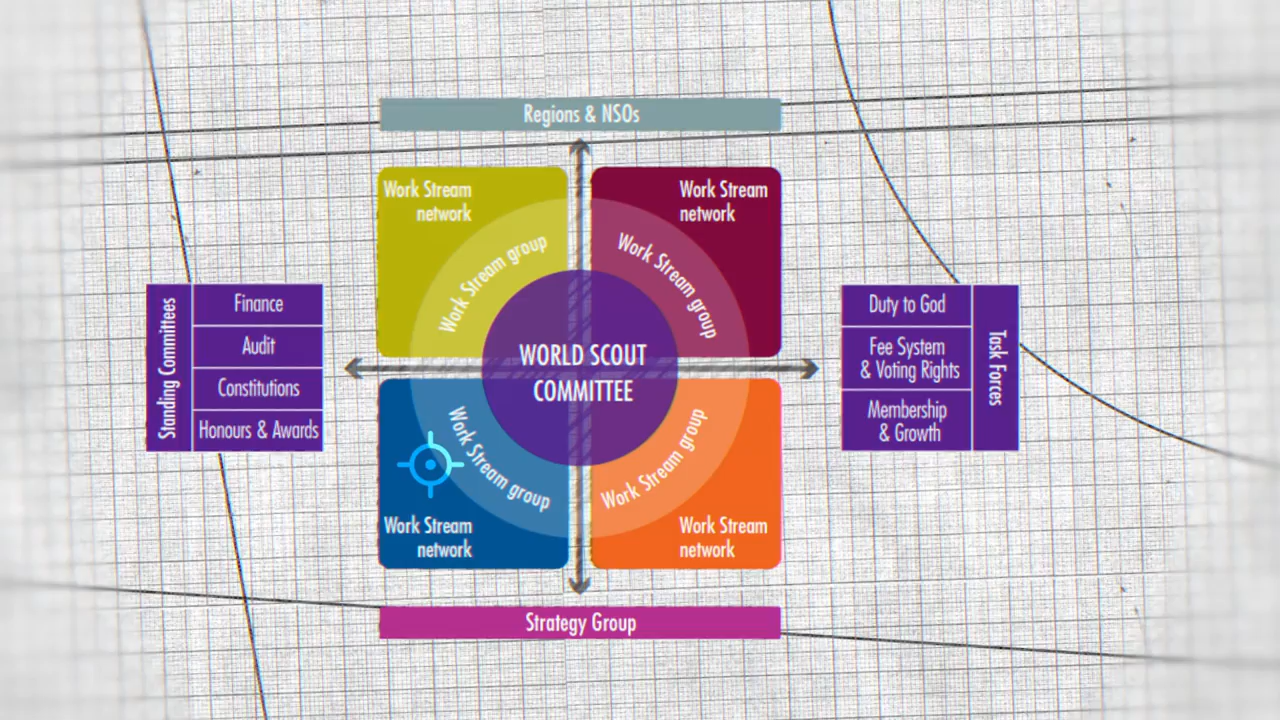 Regions & NSOs
Work Stream
network
Work Stream
network
Work Stream group
Work Stream group
Standing Committees
Finance
Audit
Constitutions
Honours & Awards
WORLD SCOUT
COMMITTEE
Duty to God
Fee System
& Voting Rights
Membership
& Growth
Task Forces
Work Stream group
Work Stream group
Work Stream
network
Work Stream
network
Strategy Group